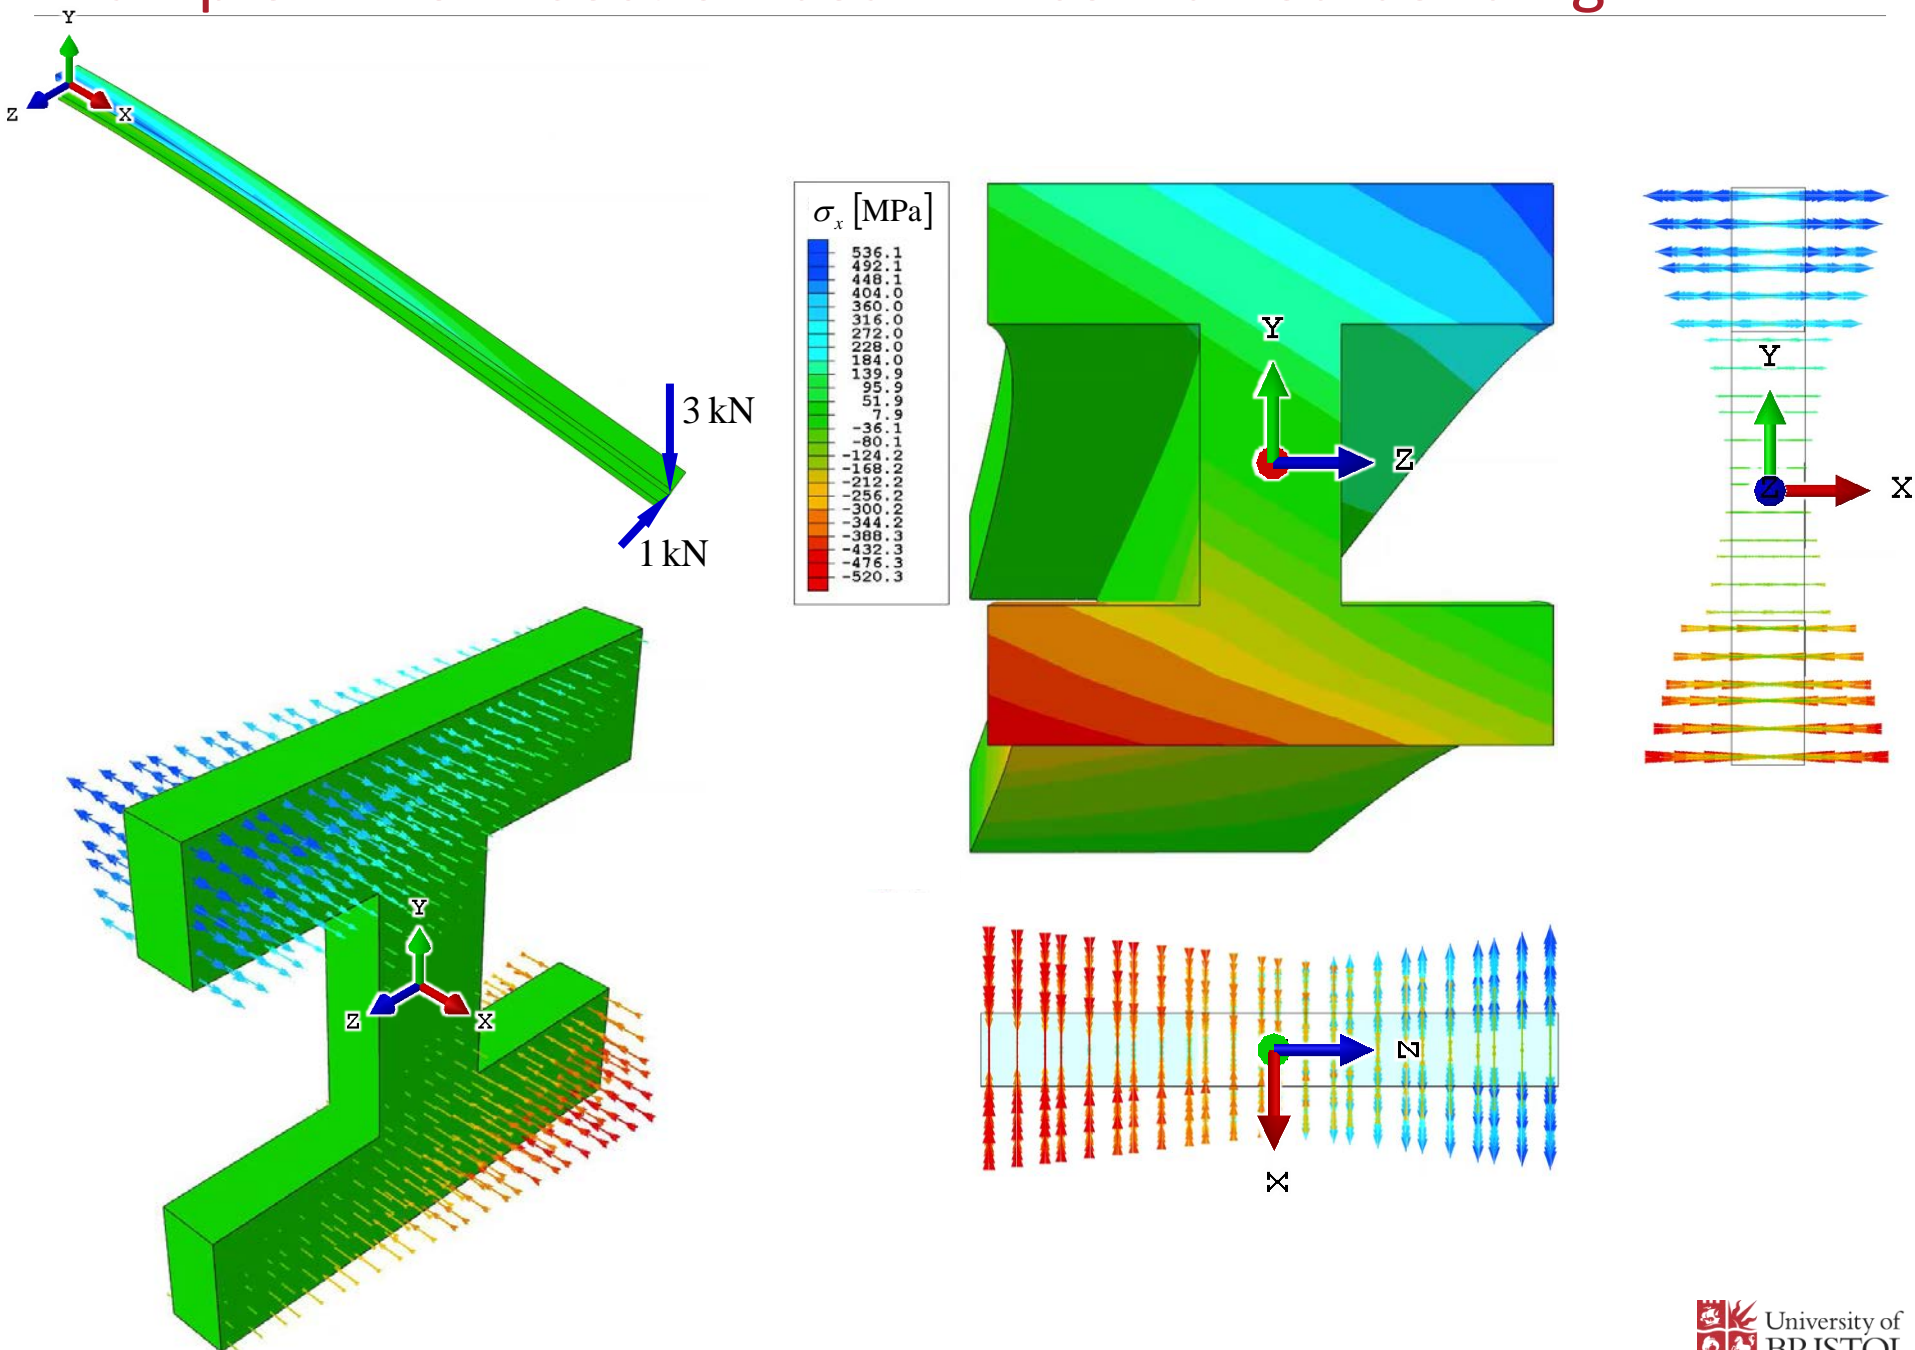 Y
Z
X
3 kN
1 kN
σx [MPa]
536.1
492.1
448.1
404.0
360.0
316.0
272.0
228.0
184.0
139.9
95.9
51.9
7.9
-36.1
-80.1
-124.2
-168.2
-212.2
-256.2
-300.2
-344.2
-388.3
-432.3
-476.3
-520.3
Y
Z
Y
Z
X
Y
Z
X
Z
X
University of
BRISTOL